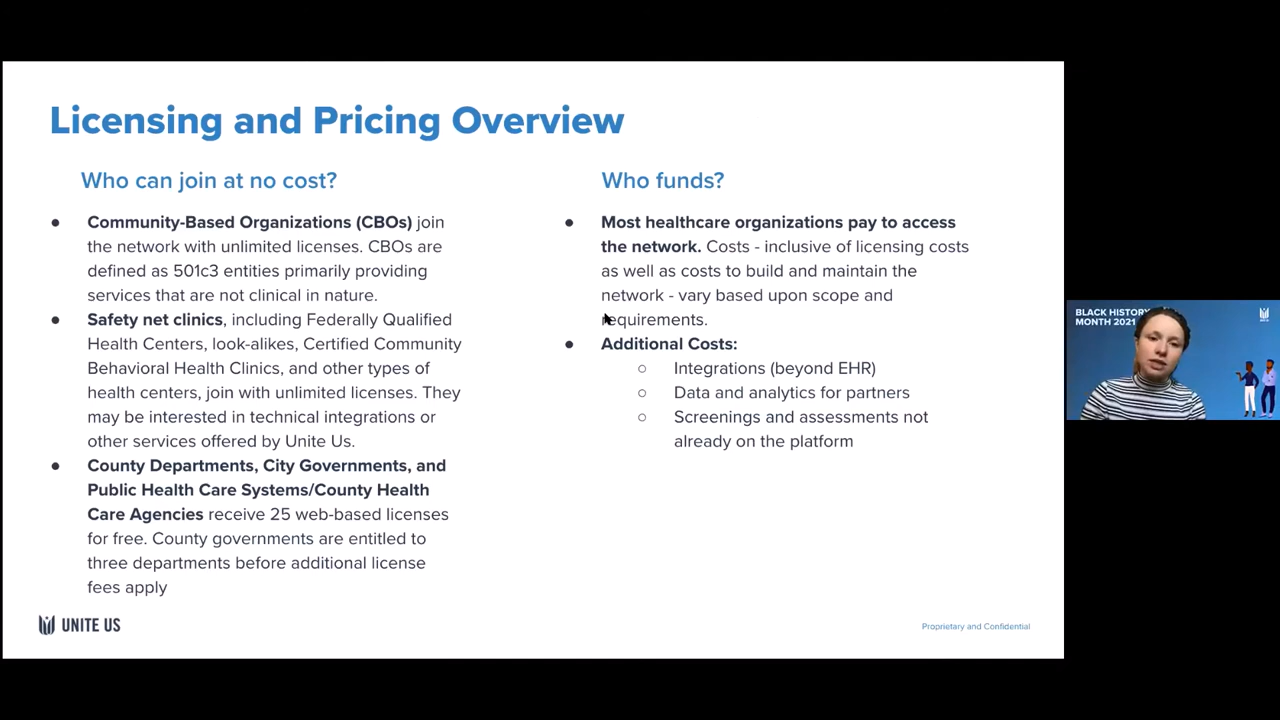 Licensing and Pricing Overview
Who can join at no cost?
● Community-Based Organizations (CBOs) join
the network with unlimited licenses. CBOs are
defined as 501c3 entities primarily providing
services that are not clinical in nature.
● Safety net clinics, including Federally Qualified
Health Centers, look-alikes, Certified Community
Behavioral Health Clinics, and other types of
health centers, join with unlimited licenses. They
may be interested in technical integrations or
other services offered by Unite Us.
● County Departments, City Governments, and
Public Health Care Systems/County Health
Care Agencies receive 25 web-based licenses
for free. County governments are entitled to
three departments before additional license
fees apply
Who funds?
● Most healthcare organizations pay to access
the network. Costs - inclusive of licensing costs
as well as costs to build and maintain the
network - vary based upon scope and
requirements.
● Additional Costs:
○ Integrations (beyond EHR)
○ Data and analytics for partners
○ Screenings and assessments not
already on the platform
UNITE US
Proprietary and Confidential
BLACK HISTORY
MONTH 2021